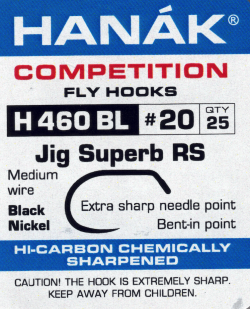 HANÁK®
COMPETITION
FLY HOOKS
H 460 BL #20 QTY 25
Jig Superb RS
Medium
wire
Black
Nickel
Extra sharp needle point
Bent-in point
HI-CARBON CHEMICALLY
SHARPENED
CAUTION! THE HOOK IS EXTREMELY SHARP.
KEEP AWAY FROM CHILDREN.